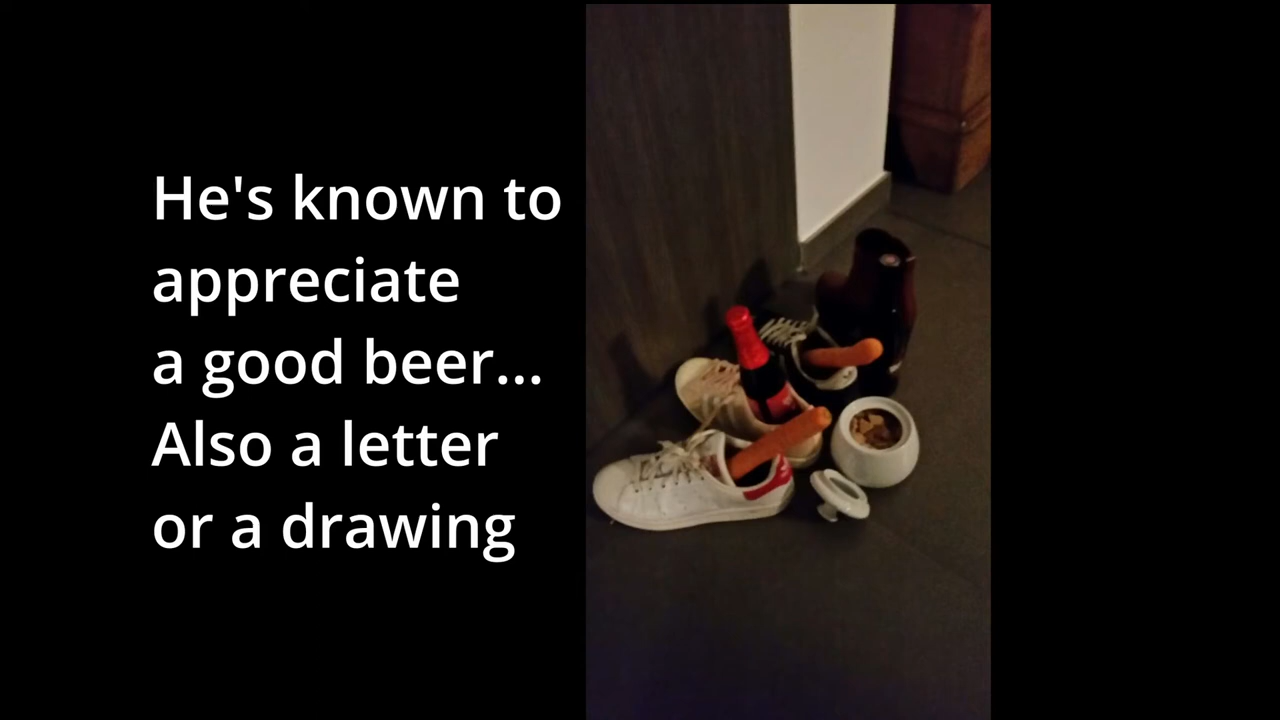 He's known to
appreciate
a good beer...
Also a letter
or a drawing